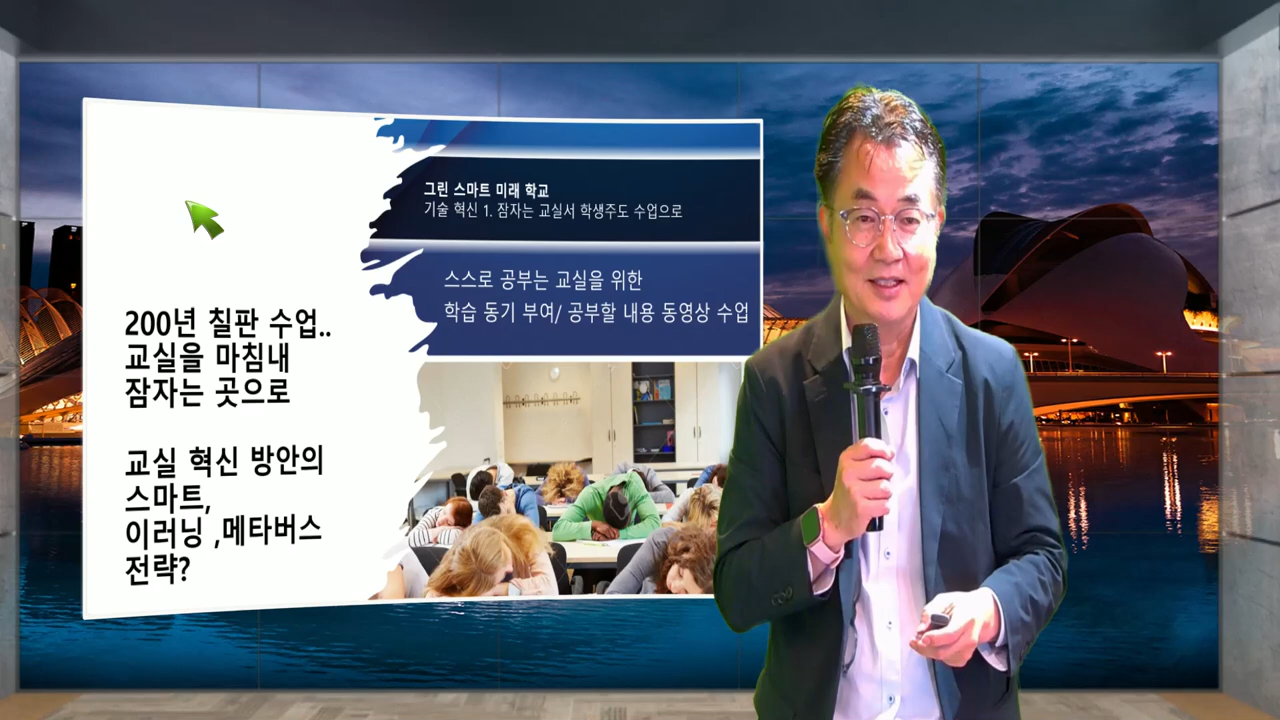 그린 스마트 미래 학교
기술 혁신 1. 잠자는 교실서 학생주도 수업으로
스스로 공부는 교실을 위한
학습 동기 부여/ 공부할 내용 동영상 수업
200년 칠판 수업..
교실을 마침내
잠자는 곳으로
교실 혁신 방안의
스마트,
이러닝 ,메타버스
전략?